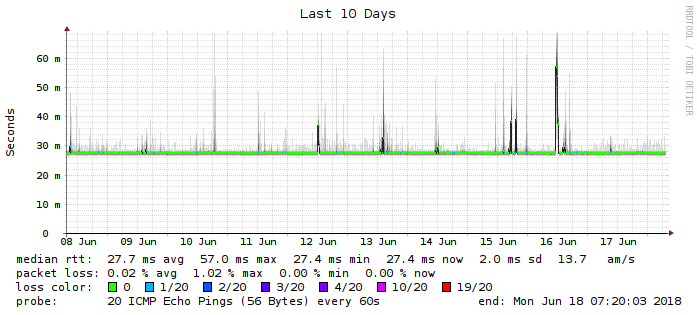 Last 10 Days
RRDTOOL / TOBI OETIKER
Seconds
60 m
50 m
40 m
30 m
20 m
10 m
0
08 Jun 09 Jun 10 Jun 11 Jun 12 Jun 13 Jun 14 Jun 15 Jun 16 Jun 17 Jun
median rtt: 27.7 ms avg 57.0 ms max 27.4 ms min 27.4 ms now 2.0 ms sd 13.7 am/s
packet loss: 0.02 % avg 1.02 % max 0.00 % min 0.00 % now
loss color: 0 1/20 2/20 3/20 4/20 10/20 19/20
probe: 20 ICMP Echo Pings (56 Bytes) every 60s end: Mon Jun 18 07:20:03 2018